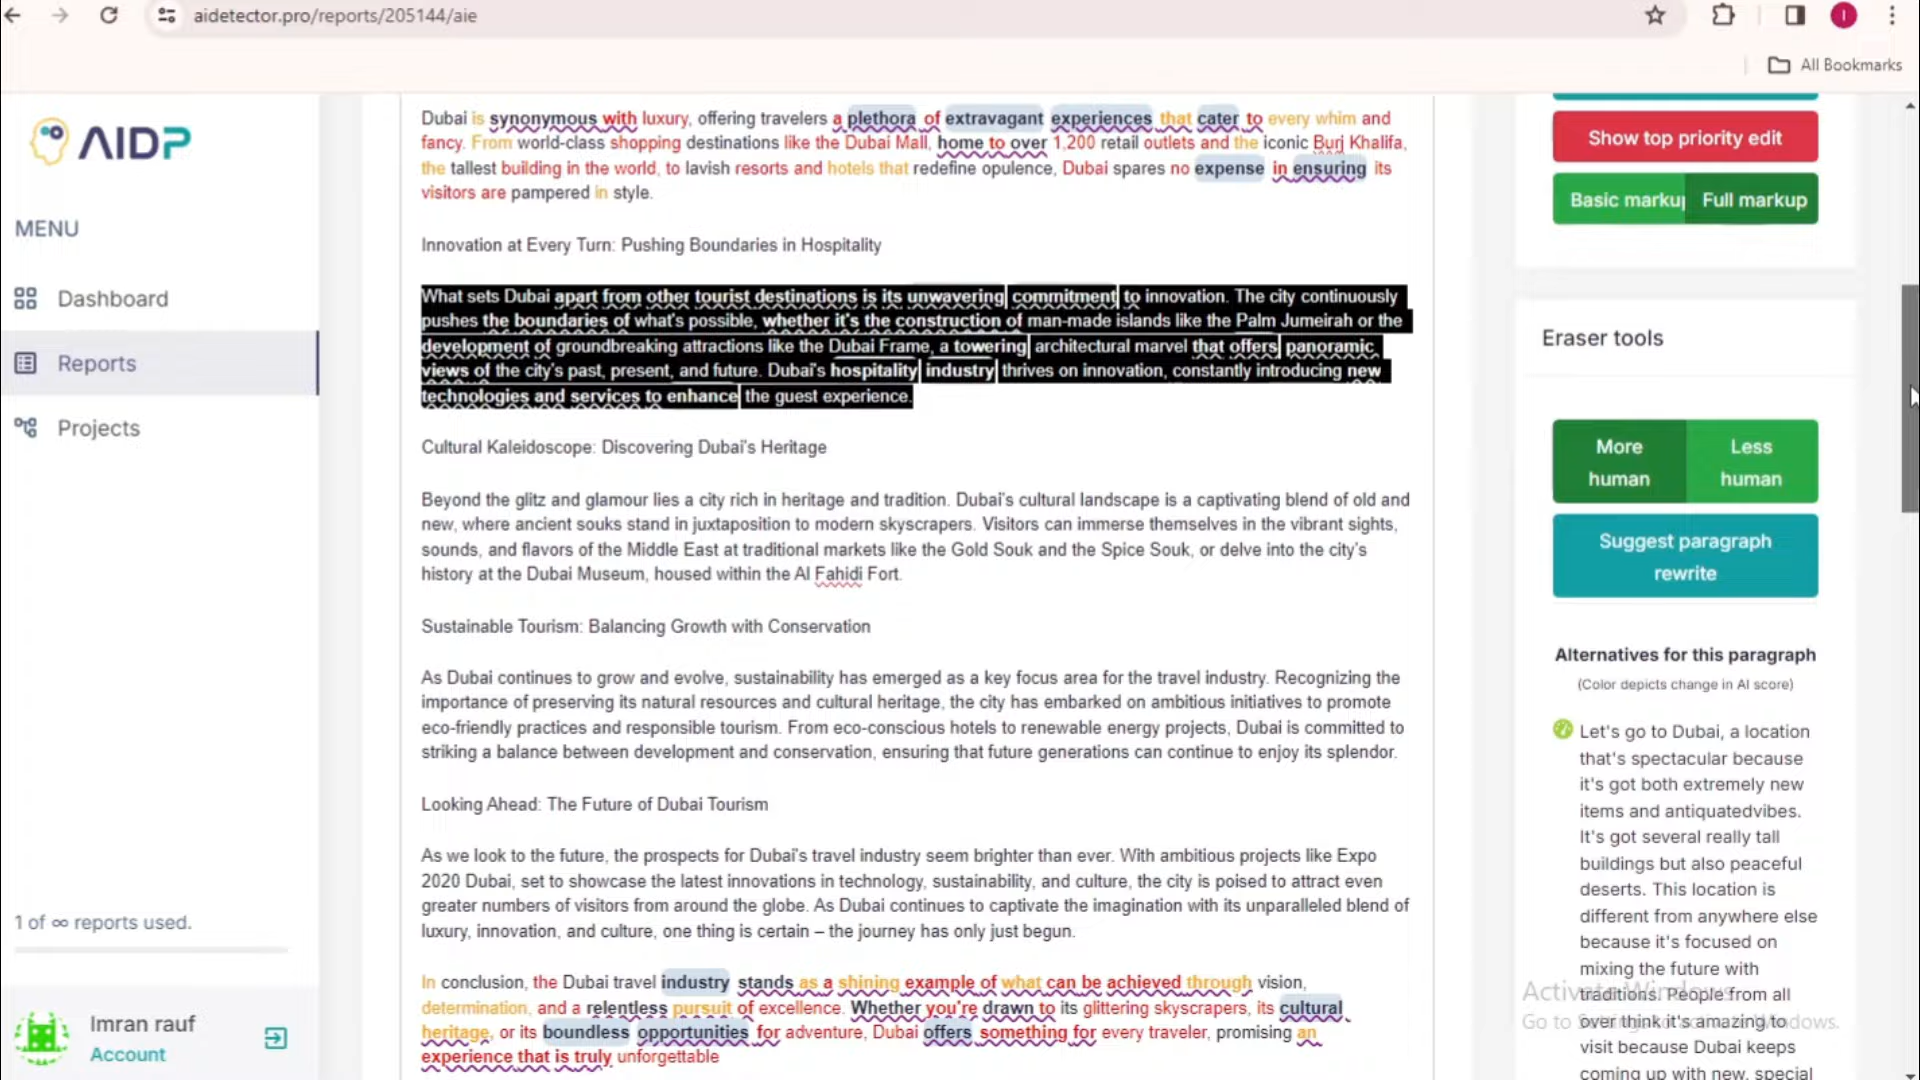 aidetector.pro/reports/205144/aie
I
All Bookmarks
AIDP
MENU
Dashboard
Reports
Projects
1 of ∞ reports used.
Imran rauf
Account
Dubai is synonymous with luxury, offering travelers a plethora of extravagant experiences that cater to every whim and
fancy. From world-class shopping destinations like the Dubai Mall, home to over 1,200 retail outlets and the iconic Burj Khalifa,
the tallest building in the world, to lavish resorts and hotels that redefine opulence, Dubai spares no expense in ensuring its
visitors are pampered in style.
Innovation at Every Turn: Pushing Boundaries in Hospitality
What sets Dubai apart from other tourist destinations is its unwavering commitment to innovation. The city continuously
pushes the boundaries of what's possible, whether it's the construction of man-made islands like the Palm Jumeirah or the
development of groundbreaking attractions like the Dubai Frame, a towering architectural marvel that offers panoramic
views of the city's past, present, and future. Dubai's hospitality industry thrives on innovation, constantly introducing new
technologies and services to enhance the guest experience.
Cultural Kaleidoscope: Discovering Dubai's Heritage
Beyond the glitz and glamour lies a city rich in heritage and tradition. Dubai's cultural landscape is a captivating blend of old and
new, where ancient souks stand in juxtaposition to modern skyscrapers. Visitors can immerse themselves in the vibrant sights,
sounds, and flavors of the Middle East at traditional markets like the Gold Souk and the Spice Souk, or delve into the city's
history at the Dubai Museum, housed within the Al Fahidi Fort.
Sustainable Tourism: Balancing Growth with Conservation
As Dubai continues to grow and evolve, sustainability has emerged as a key focus area for the travel industry. Recognizing the
importance of preserving its natural resources and cultural heritage, the city has embarked on ambitious initiatives to promote
eco-friendly practices and responsible tourism. From eco-conscious hotels to renewable energy projects, Dubai is committed to
striking a balance between development and conservation, ensuring that future generations can continue to enjoy its splendor.
Looking Ahead: The Future of Dubai Tourism
As we look to the future, the prospects for Dubai's travel industry seem brighter than ever. With ambitious projects like Expo
2020 Dubai, set to showcase the latest innovations in technology, sustainability, and culture, the city is poised to attract even
greater numbers of visitors from around the globe. As Dubai continues to captivate the imagination with its unparalleled blend of
luxury, innovation, and culture, one thing is certain – the journey has only just begun.
In conclusion, the Dubai travel industry stands as a shining example of what can be achieved through vision,
determination, and a relentless pursuit of excellence. Whether you're drawn to its glittering skyscrapers, its cultural
heritage, or its boundless opportunities for adventure, Dubai offers something for every traveler, promising an
experience that is truly unforgettable
Show top priority edit
Basic markup
Full markup
Eraser tools
More
human
Less
human
Suggest paragraph
rewrite
Alternatives for this paragraph
(Color depicts change in AI score)
Let's go to Dubai, a location
that's spectacular because
it's got both extremely new
items and antiquatedvibes.
It's got several really tall
buildings but also peaceful
deserts. This location is
different from anywhere else
because it's focused on
mixing the future with
traditions. People from all
over think it's amazing to
visit because Dubai keeps
coming up with new, special
Activate Windows
Go to Settings to activate Windows.